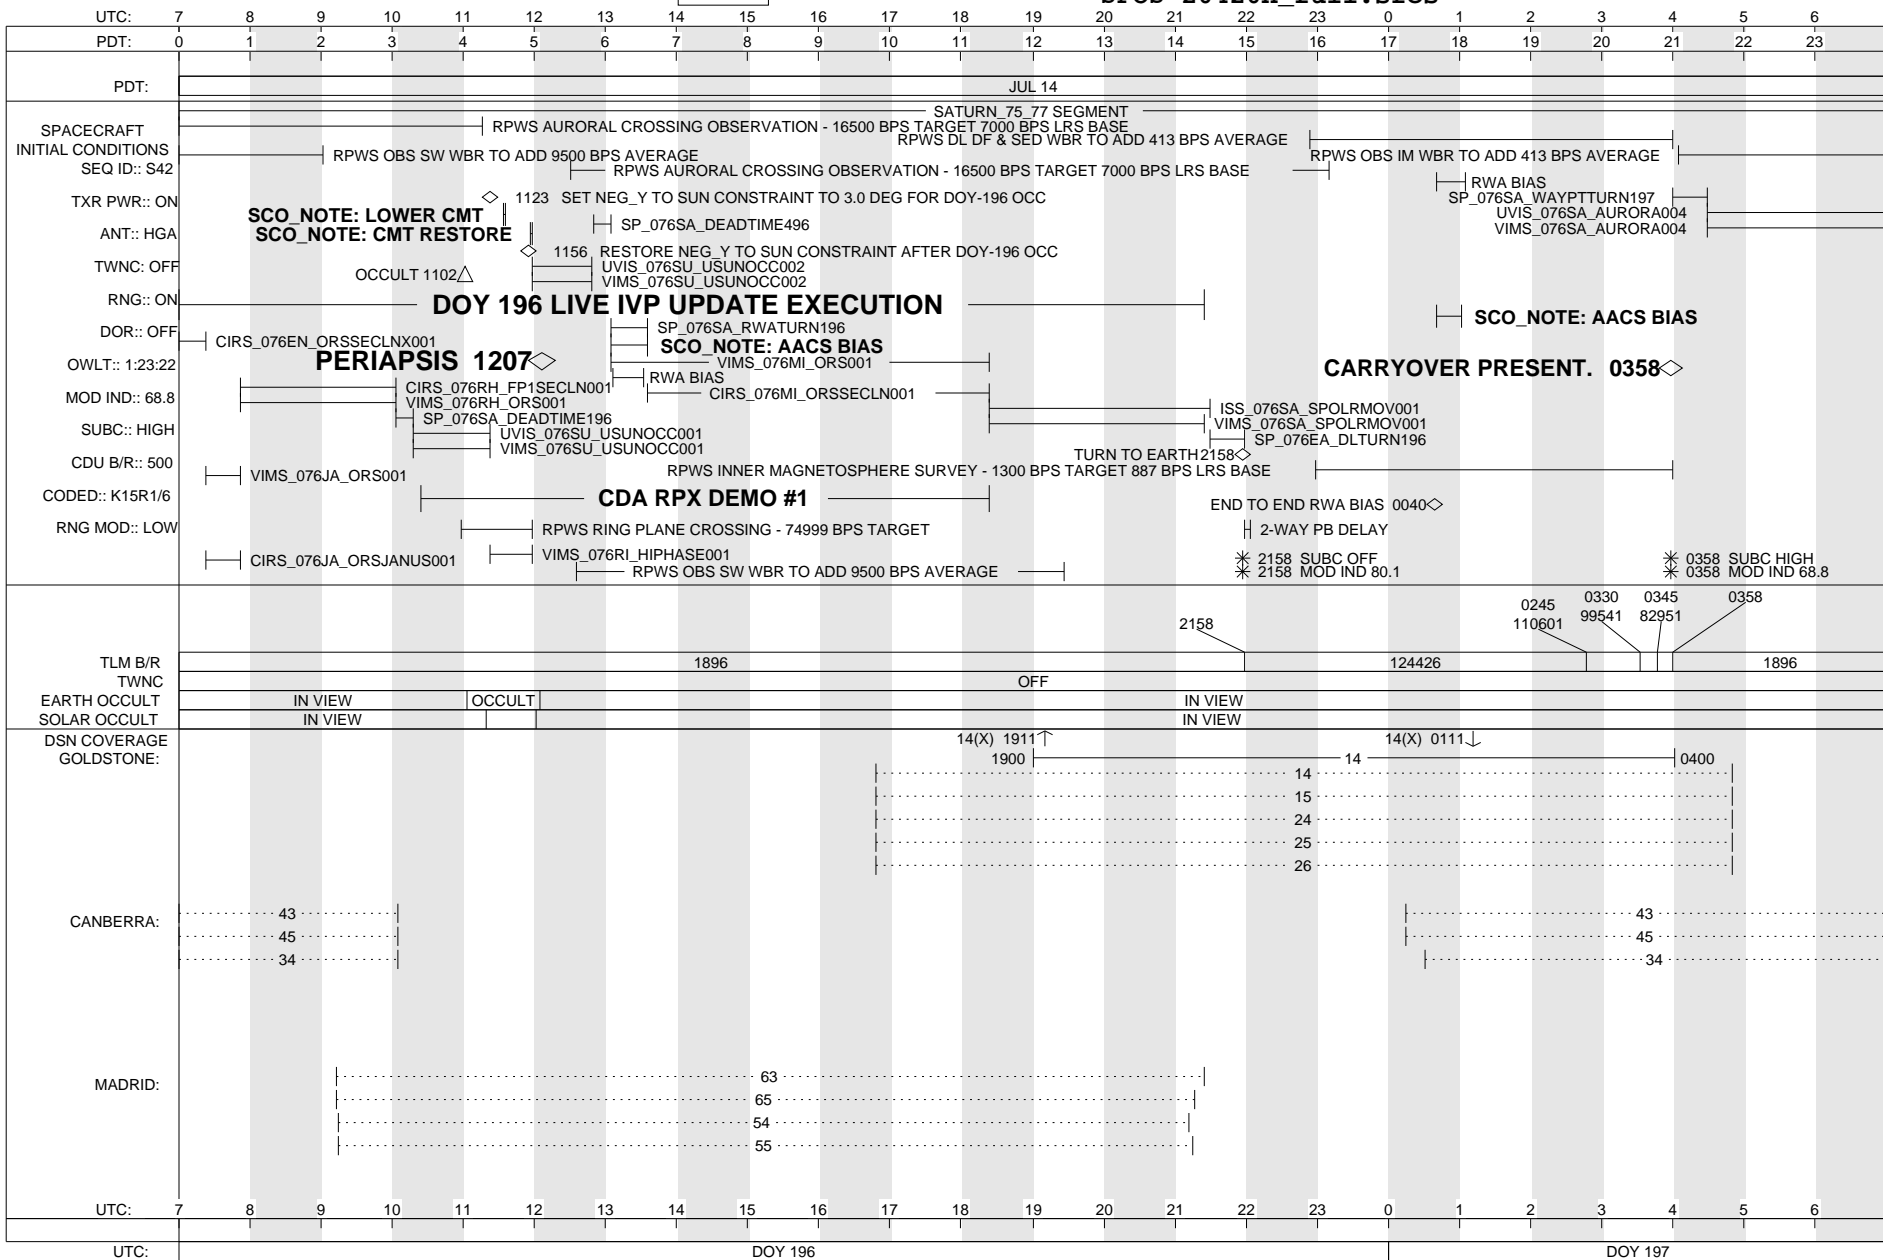 UTC: 7 8 9 10 11 12 13 14 15 16 17 18 19 20 21 22 23 0 1 2 3 4 5 6
PDT: 0 1 2 3 4 5 6 7 8 9 10 11 12 13 14 15 16 17 18 19 20 21 22 23
PDT: JUL 14
SATURN_75_77 SEGMENT
SPACECRAFT
INITIAL CONDITIONS
SEQ ID:: S42
TXR PWR:: ON
ANT:: HGA
TWNC: OFF
RNG:: ON
DOR:: OFF
OWLT:: 1:23:22
MOD IND:: 68.8
SUBC:: HIGH
CDU B/R:: 500
CODED:: K15R1/6
RNG MOD:: LOW
RPWS AURORAL CROSSING OBSERVATION - 16500 BPS TARGET 7000 BPS LRS BASE
RPWS DL DF & SED WBR TO ADD 413 BPS AVERAGE
RPWS OBS SW WBR TO ADD 9500 BPS AVERAGE
RPWS OBS IM WBR TO ADD 413 BPS AVERAGE
RPWS AURORAL CROSSING OBSERVATION - 16500 BPS TARGET 7000 BPS LRS BASE
RWA BIAS
1123 SET NEG_Y TO SUN CONSTRAINT TO 3.0 DEG FOR DOY-196 OCC
SP_076SA_WAYPTTURN197
SCO_NOTE: LOWER CMT
UVIS_076SA_AURORA004
SP_076SA_DEADTIME496
VIMS_076SA_AURORA004
SCO_NOTE: CMT RESTORE
1156 RESTORE NEG_Y TO SUN CONSTRAINT AFTER DOY-196 OCC
UVIS_076SU_USUNOCC002
OCCULT 1102
VIMS_076SU_USUNOCC002
DOY 196 LIVE IVP UPDATE EXECUTION
SCO_NOTE: AACS BIAS
SP_076SA_RWATURN196
CIRS_076EN_ORSSECLNX001
SCO_NOTE: AACS BIAS
PERIAPSIS 1207
VIMS_076MI_ORS001
CARRYOVER PRESENT. 0358
RWA BIAS
CIRS_076RH_FP1SECLN001
CIRS_076MI_ORSSECLN001
VIMS_076RH_ORS001
ISS_076SA_SPOLRMOV001
SP_076SA_DEADTIME196
VIMS_076SA_SPOLRMOV001
UVIS_076SU_USUNOCC001
SP_076EA_DLTURN196
VIMS_076SU_USUNOCC001
TURN TO EARTH 2158
RPWS INNER MAGNETOSPHERE SURVEY - 1300 BPS TARGET 887 BPS LRS BASE
VIMS_076JA_ORS001
CDA RPX DEMO #1
END TO END RWA BIAS 0040
RPWS RING PLANE CROSSING - 74999 BPS TARGET
2-WAY PB DELAY
VIMS_076RI_HIPHASE001
CIRS_076JA_ORSJANUS001
2158 SUBC OFF
0358 SUBC HIGH
RPWS OBS SW WBR TO ADD 9500 BPS AVERAGE
2158 MOD IND 80.1
0358 MOD IND 68.8
2158
0245
110601
0330
99541
0345
82951
0358
TLM B/R 1896 124426 1896
TWNC OFF
EARTH OCCULT IN VIEW OCCULT IN VIEW
SOLAR OCCULT IN VIEW IN VIEW
DSN COVERAGE 14(X) 1911 14(X) 0111
GOLDSTONE: 1900 14 0400
14
15
24
25
26
CANBERRA:
43 43
45 45
34 34
MADRID:
63
65
54
55
UTC: 7 8 9 10 11 12 13 14 15 16 17 18 19 20 21 22 23 0 1 2 3 4 5 6
UTC: DOY 196 DOY 197